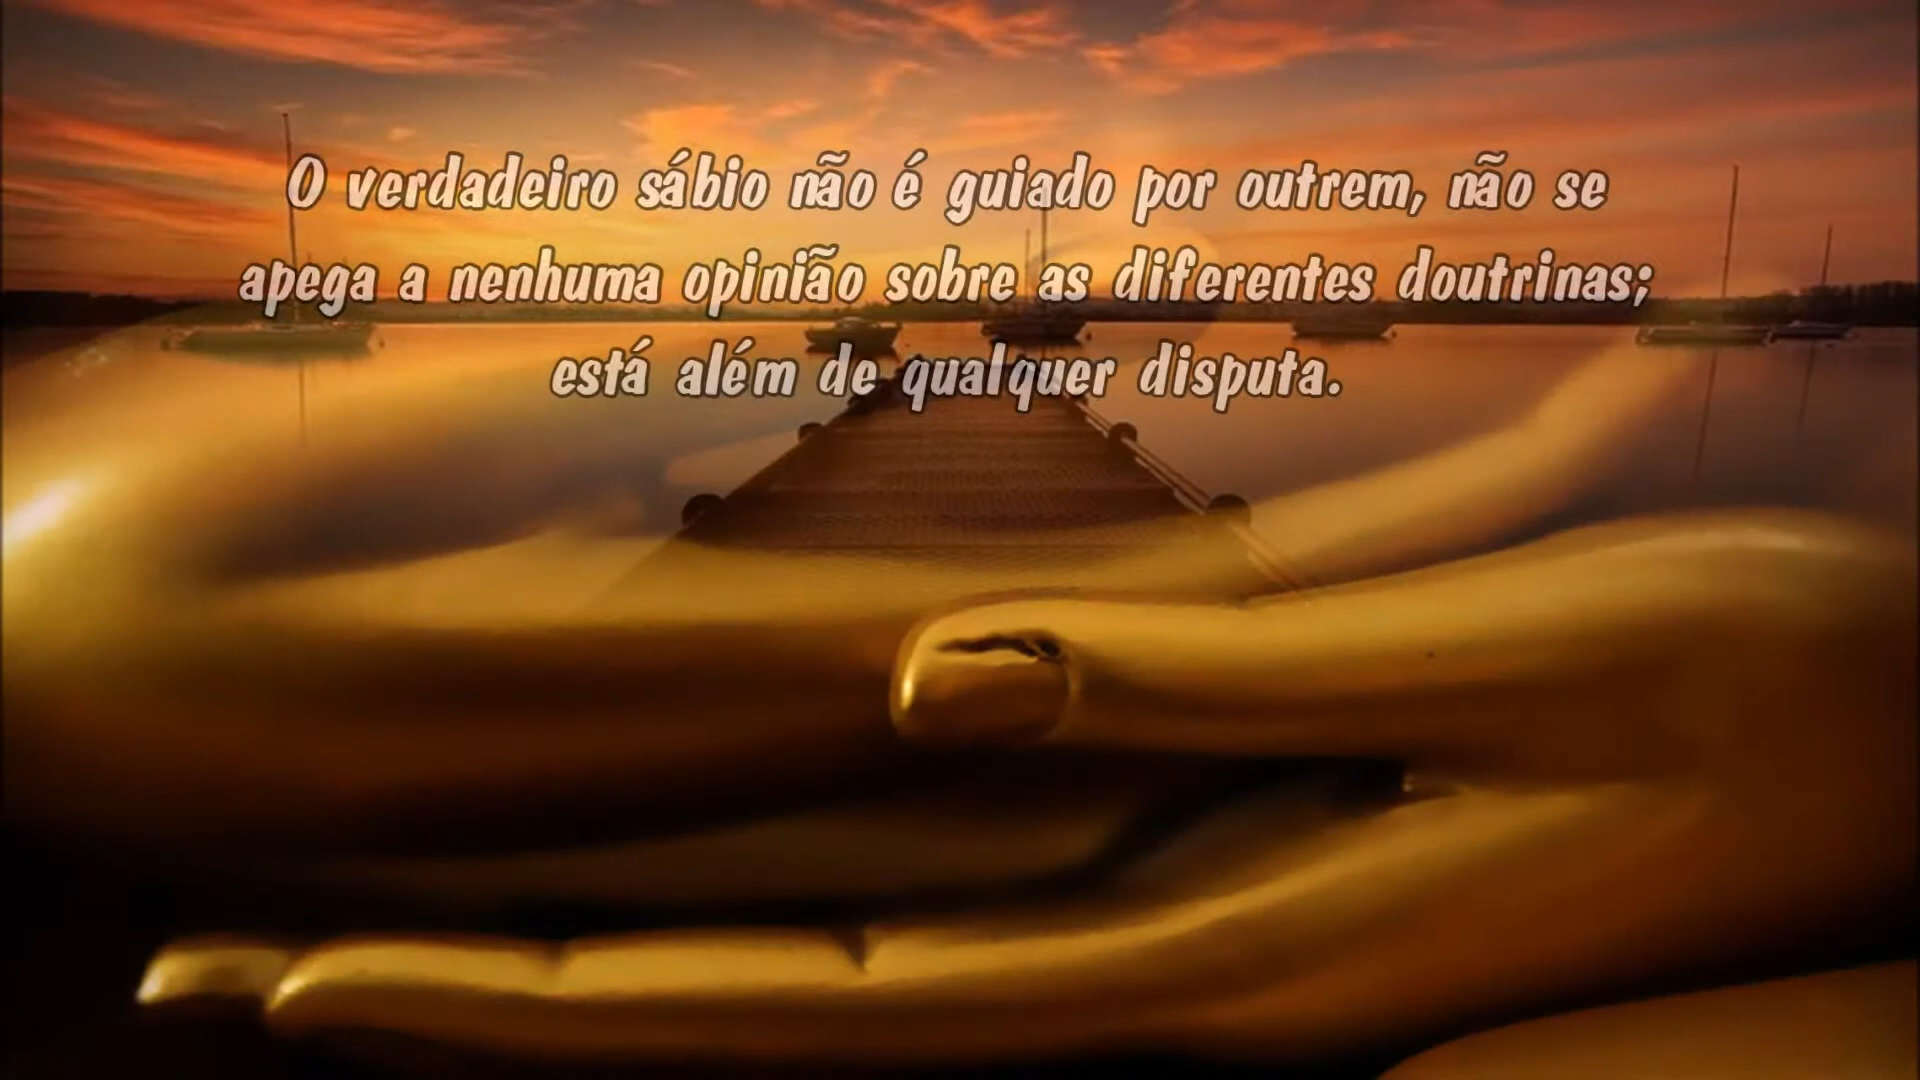 O verdadeiro sábio não é guiado por outrem, não se
apega a nenhuma opinião sobre as diferentes doutrinas;
está além de qualquer disputa.